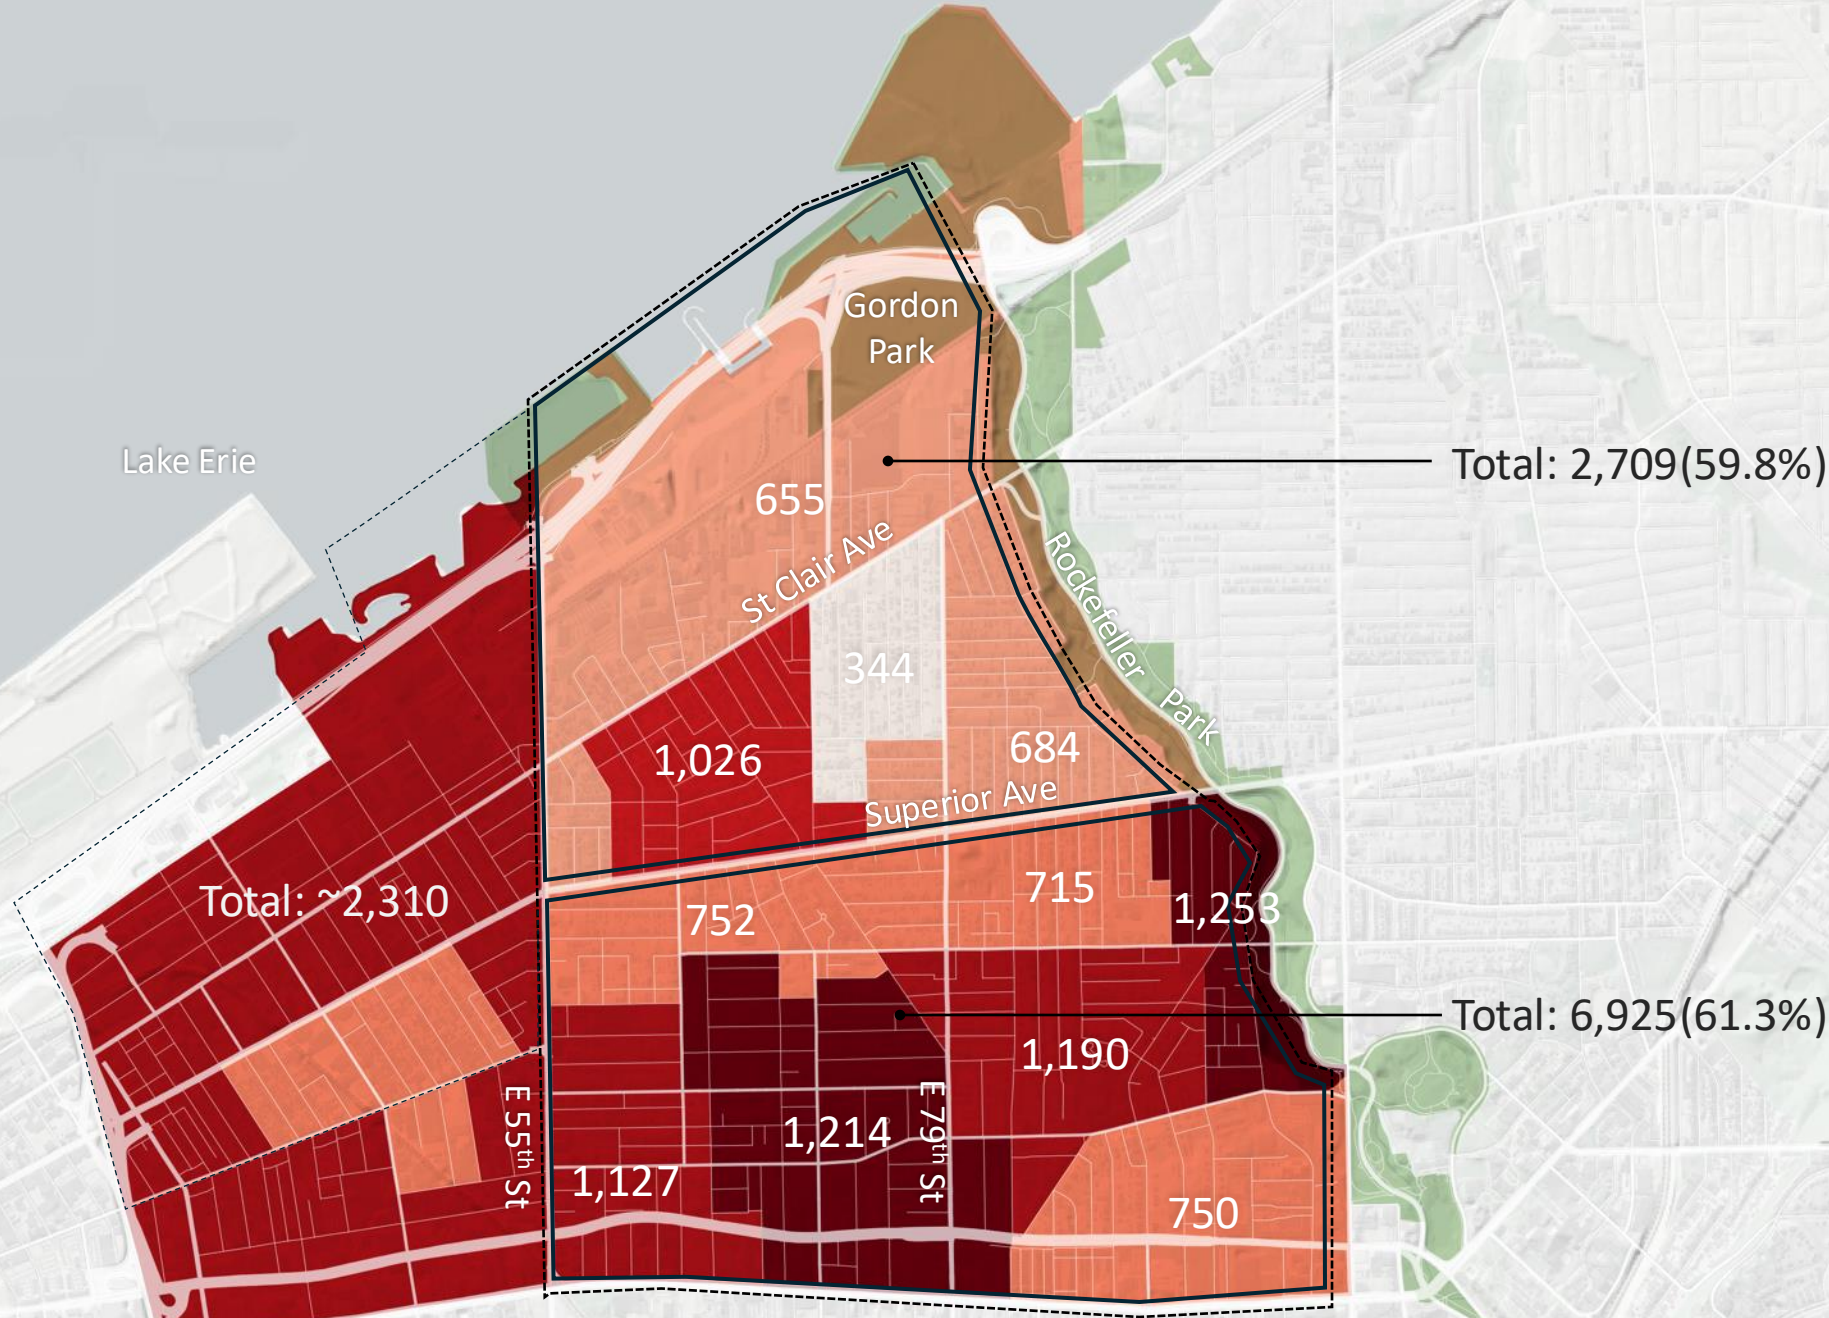 Gordon
Park
Lake Erie
Total: 2,709(59.8%)
655
St Clair Ave
Rockefeller Park
344
684
1,026
Superior Ave
Total: ~2,310
715
752
1,253
Total: 6,925(61.3%)
1,190
E 55th St
E 79th St
1,214
1,127
750